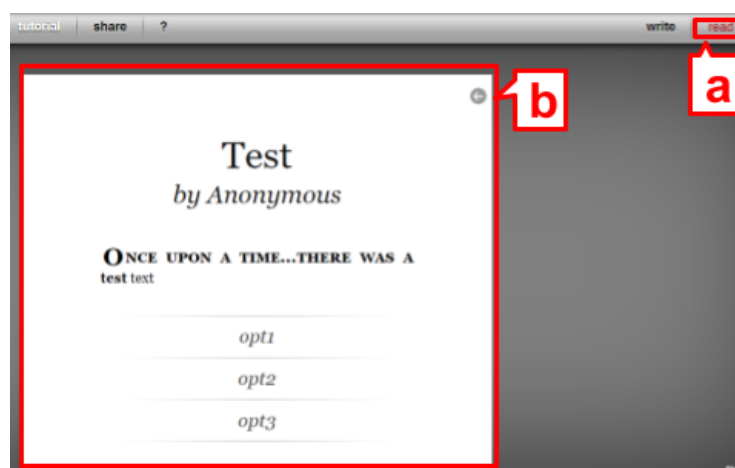 tutorial share ? write read
a
b
Test
by Anonymous
ONCE UPON A TIME...THERE WAS A
test text
opt1
opt2
opt3